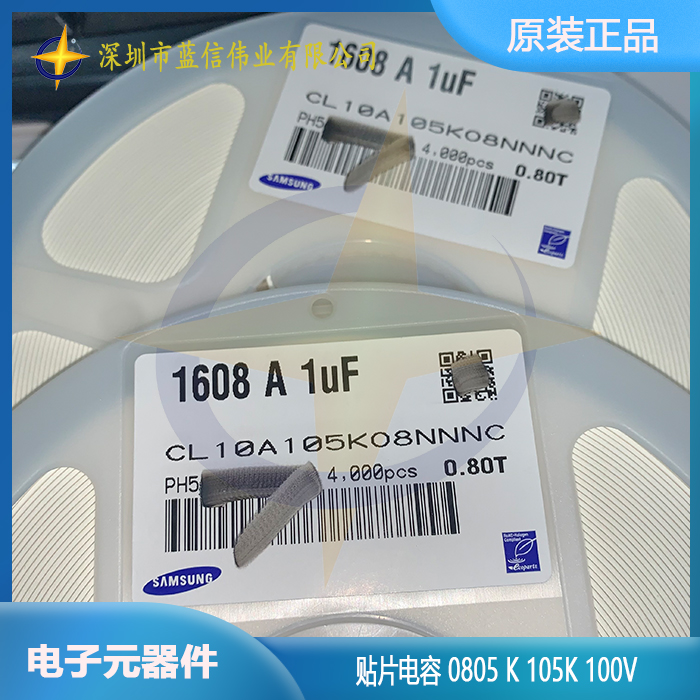 深圳市蓝信伟业有限公司
原装正品
1608 A 1uF
CL10A105KO8NNNC
PH5
4,000pcs 0.80T
SAMSUNG
1608 A 1uF
CL10A105KO8NNNC
PH5
4,000pcs 0.80T
SAMSUNG
Ecoparts
电子元器件
贴片电容 0805 K 105K 100V